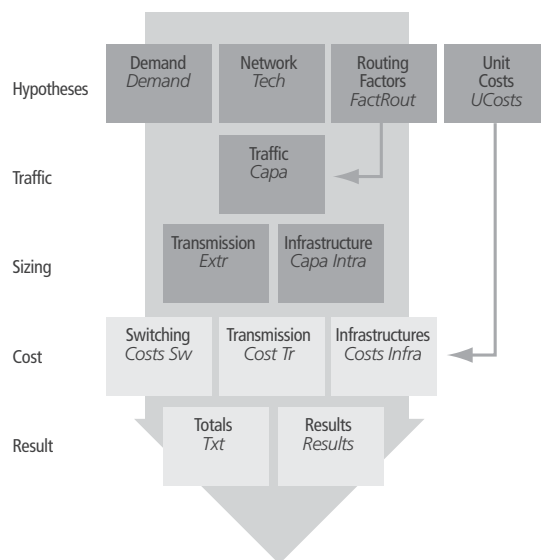 Hypotheses
Demand
Demand
Network
Tech
Routing
Factors
FactRout
Unit
Costs
UCosts
Traffic
Traffic
Capa
Sizing
Transmission
Extr
Infrastructure
Capa Intra
Cost
Switching
Costs Sw
Transmission
Cost Tr
Infrastructures
Costs Infra
Result
Totals
Txt
Results
Results